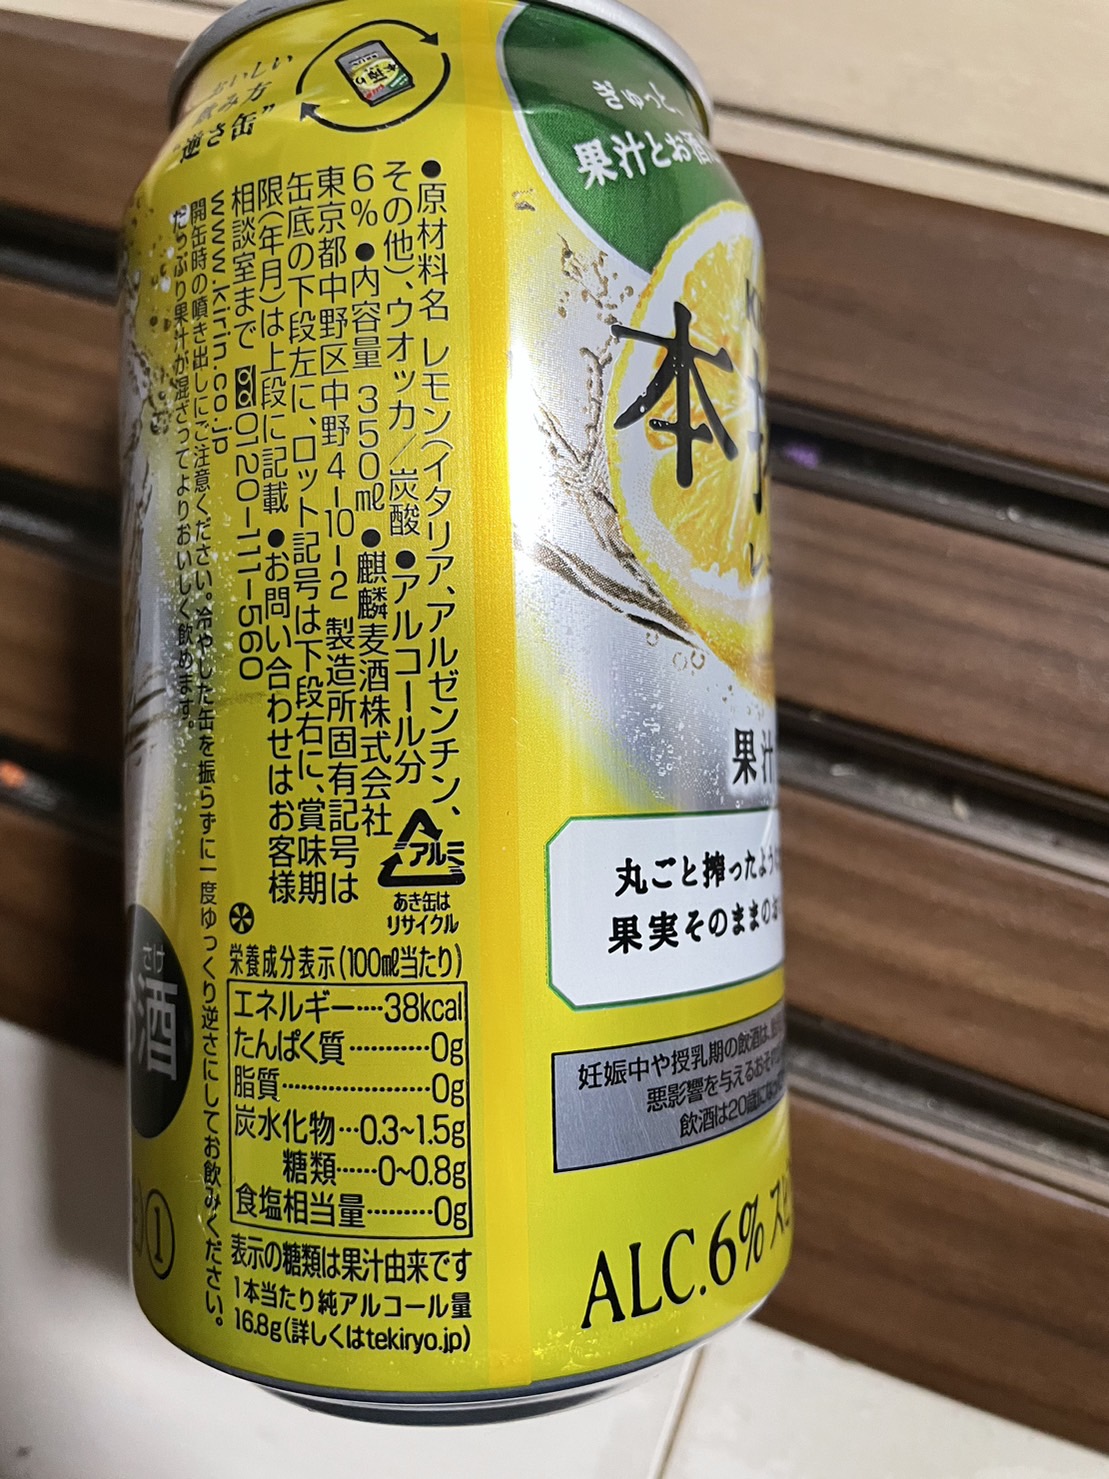 おいしい
飲み方
"逆さ缶"
●原材料名 レモン(イタリア、アルゼンチン、
その他)、ウオッカ/炭酸 ●アルコール分
6% ●内容量 350㎖ ●麒麟麦酒株式会社
東京都中野区中野4-10-2 製造所固有記号は
缶底の下段左に、ロット記号は下段右に、賞味期
限(年月)は上段に記載 ●お問い合わせはお客様
相談室まで 0120-111-560
www.kirin.co.jp
開缶時の噴き出しにご注意ください。冷やした缶を振らずに一度ゆっくり逆さにしてお飲みください。
たっぷり果汁が混ざってよりおいしく飲めます。
アルミ
あき缶は
リサイクル
栄養成分表示(100㎖当たり)
エネルギー····38kcal
たんぱく質···········0g
脂質····················0g
炭水化物···0.3~1.5g
糖類······0~0.8g
食塩相当量·········0g
表示の糖類は果汁由来です
1本当たり純アルコール量
16.8g(詳しくはtekiryo.jp)
さけ
酒
①
ぎゅっと、
果汁とお酒
本
果汁
丸ごと搾ったよう
果実そのままのお
妊娠中や授乳期の飲酒は、
悪影響を与えるおそれ
飲酒は20歳になっ
ALC.6%